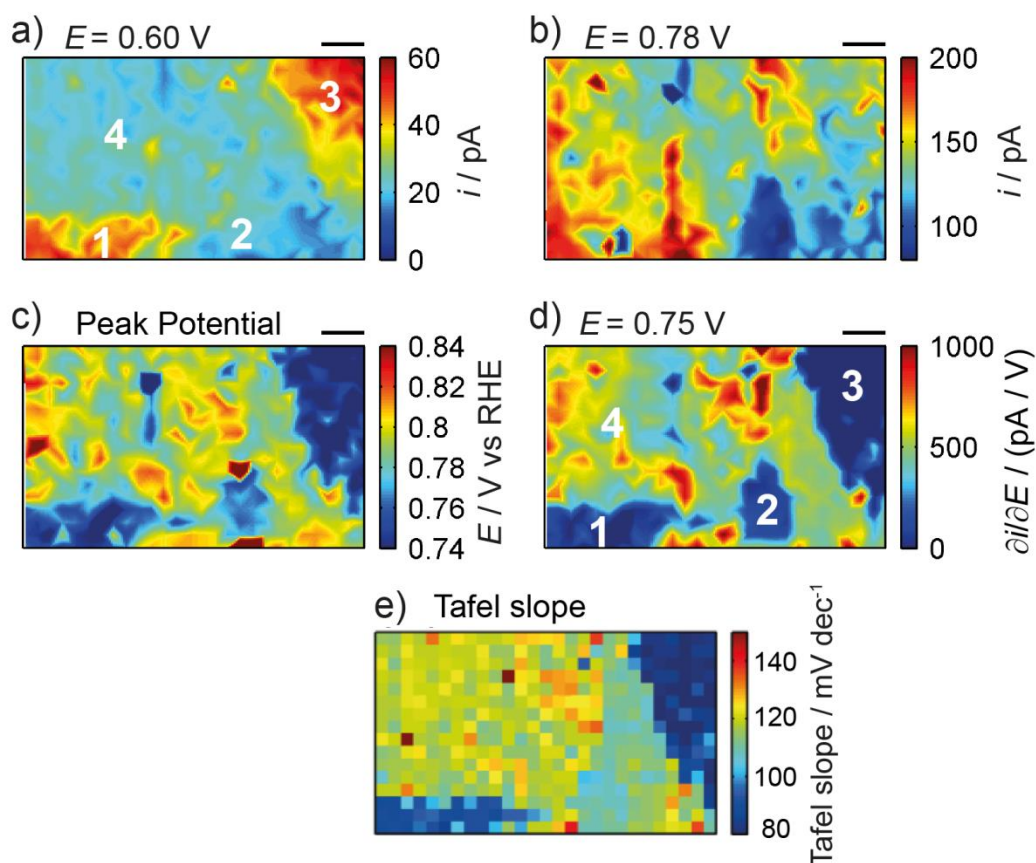 a) E = 0.60 V
60
40
20
0
i / pA
3
4
1
2
b) E = 0.78 V
200
150
100
i / pA
c) Peak Potential
0.84
0.82
0.8
0.78
0.76
0.74
E / V vs RHE
d) E = 0.75 V
1000
500
0
∂i/∂E / (pA / V)
3
4
2
1
e) Tafel slope
140
120
100
80
Tafel slope / mV dec⁻¹